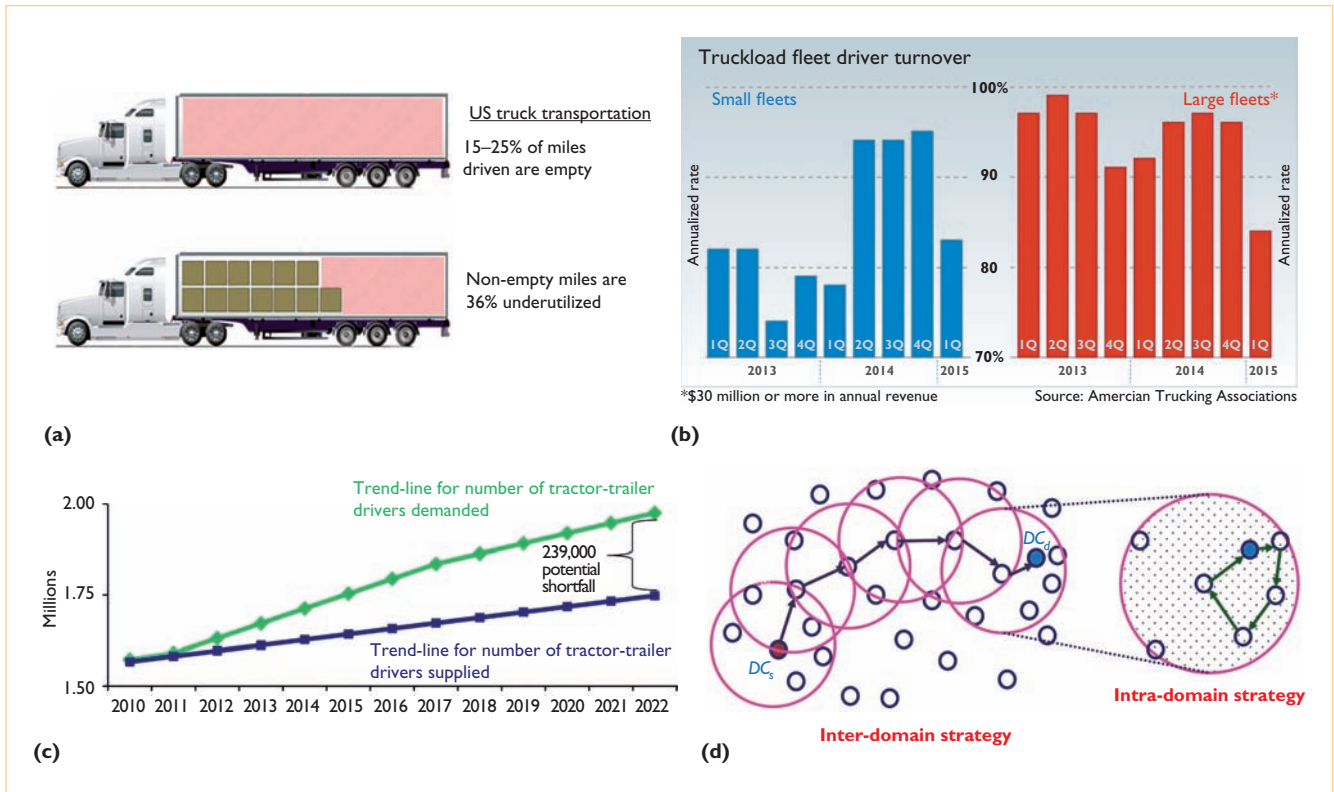 US truck transportation
15–25% of miles
driven are empty
Non-empty miles are
36% underutilized
(a)
Truckload fleet driver turnover
Small fleets
100%
Large fleets*
Annualized rate
90
80
70%
Annualized rate
1Q 2Q 3Q 4Q 1Q 2Q 3Q 4Q 1Q
2013 2014 2015
1Q 2Q 3Q 4Q 1Q 2Q 3Q 4Q 1Q
2013 2014 2015
*$30 million or more in annual revenue
Source: Amercian Trucking Associations
(b)
Trend-line for number of tractor-trailer
drivers demanded
2.00
1.75
1.50
Millions
239,000
potential
shortfall
Trend-line for number of tractor-trailer
drivers supplied
2010 2011 2012 2013 2014 2015 2016 2017 2018 2019 2020 2021 2022
(c)
DCd
DCs
Intra-domain strategy
Inter-domain strategy
(d)